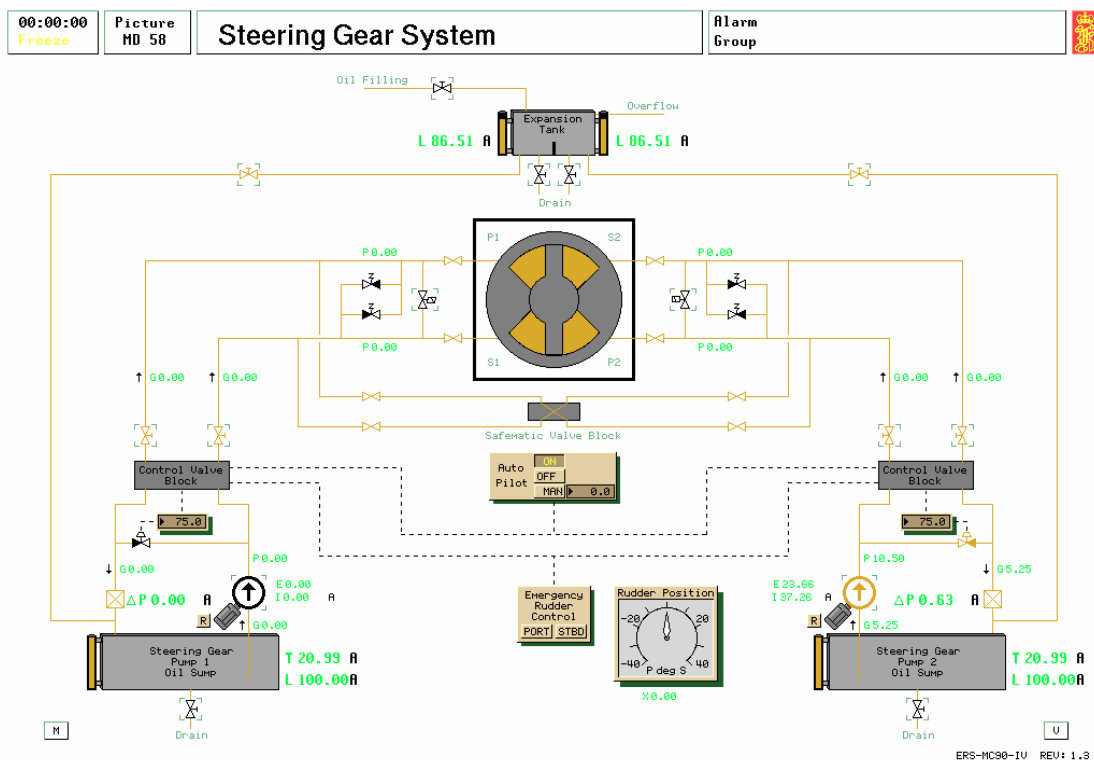 00:00:00
Freeze
Picture
MD 58
Steering Gear System
Alarm
Group
Oil Filling
Overflow
Expansion
Tank
L 86.51 A
L 86.51 A
Drain
P1
S2
P 0.00
P 0.00
Z
Z
Z
Z
P 0.00
P 0.00
S1
P2
G 0.00
G 0.00
G 0.00
G 0.00
Safematic Valve Block
Control Valve
Block
Auto
Pilot
ON
OFF
MAN
0.0
Control Valve
Block
75.0
75.0
P 0.00
P 10.50
G 0.00
G 5.25
E 0.00
I 0.00 A
△P 0.00 A
R
G 0.00
Emergency
Rudder
Control
PORT STBD
Rudder Position
-20 20
-40 40
P deg S
X 0.00
E 23.66
I 37.26 A
△P 0.63 A
R
G 5.25
Steering Gear
Pump 1
Oil Sump
T 20.99 A
L 100.00A
Steering Gear
Pump 2
Oil Sump
T 20.99 A
L 100.00A
Drain
Drain
M
V
ERS-MC90-IV REV: 1.3